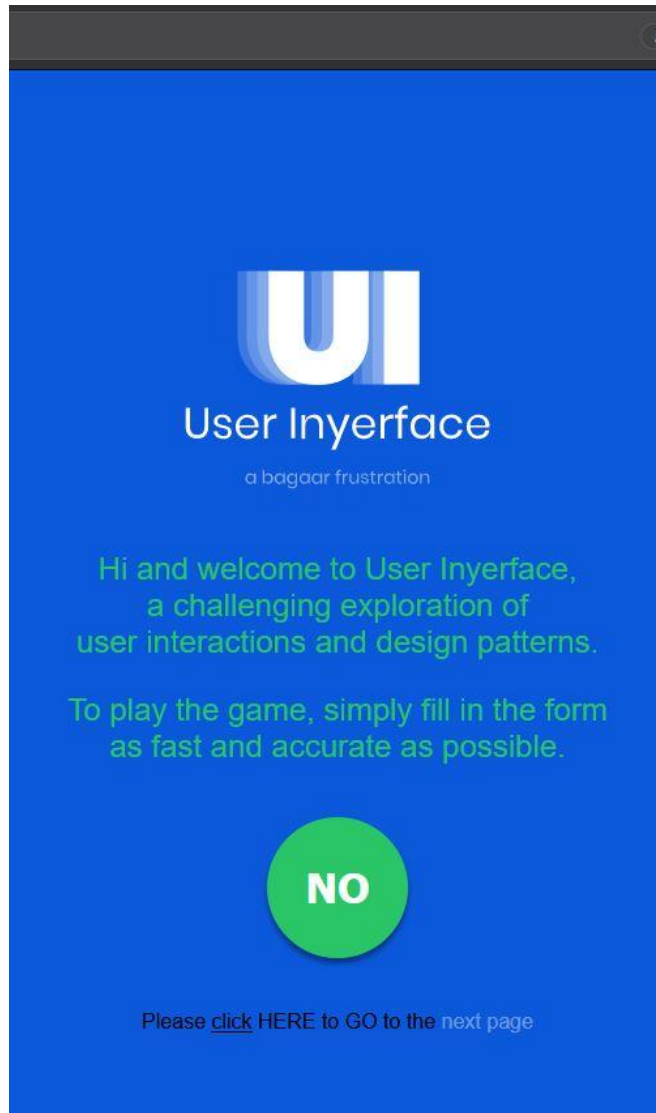 UI
User Inyerface
a bagaar frustration
Hi and welcome to User Inyerface,
a challenging exploration of
user interactions and design patterns.
To play the game, simply fill in the form
as fast and accurate as possible.
NO
Please click HERE to GO to the next page